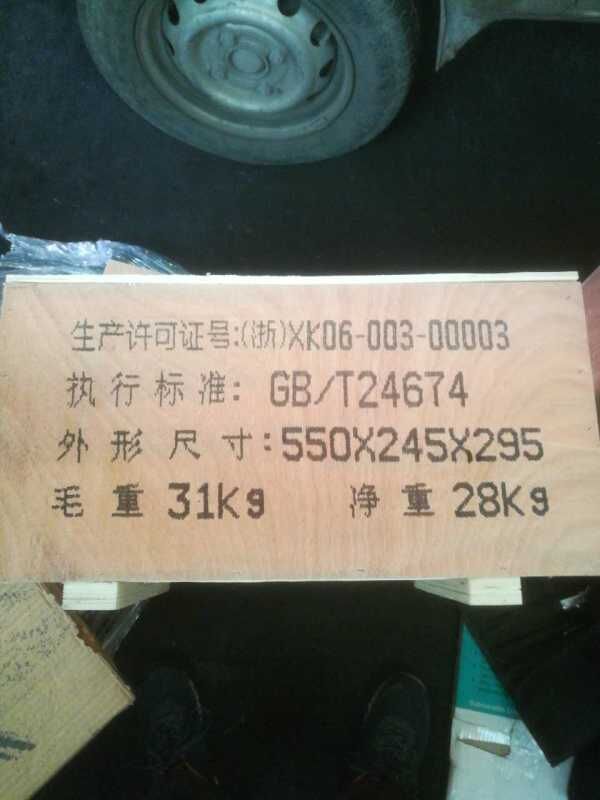 生产许可证号:(浙)XK06-003-00003
执行标准: GB/T24674
外形尺寸:550X245X295
毛重 31Kg 净重 28Kg